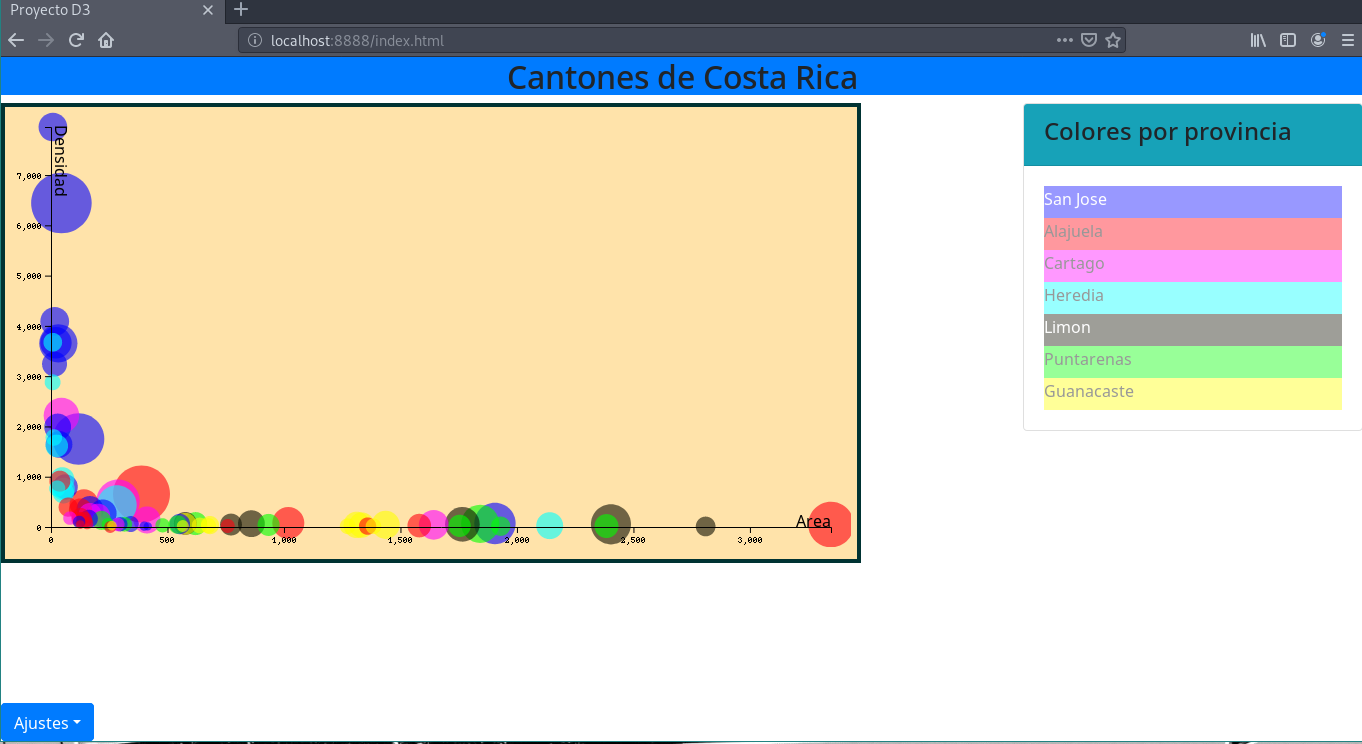 Proyecto D3
localhost:8888/index.html
Cantones de Costa Rica
Densidad
7,000
6,000
5,000
4,000
3,000
2,000
1,000
0
Area
0 500 1,000 1,500 2,000 2,500 3,000
Colores por provincia
San Jose
Alajuela
Cartago
Heredia
Limon
Puntarenas
Guanacaste
Ajustes